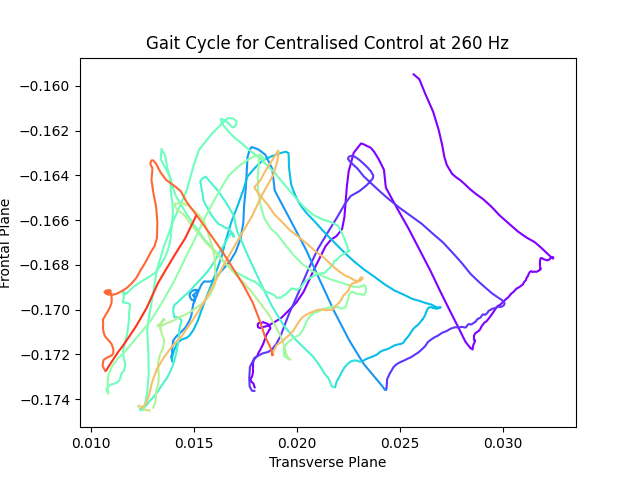 Gait Cycle for Centralised Control at 260 Hz
−0.160
−0.162
−0.164
−0.166
−0.168
−0.170
−0.172
−0.174
Frontal Plane
0.010 0.015 0.020 0.025 0.030
Transverse Plane